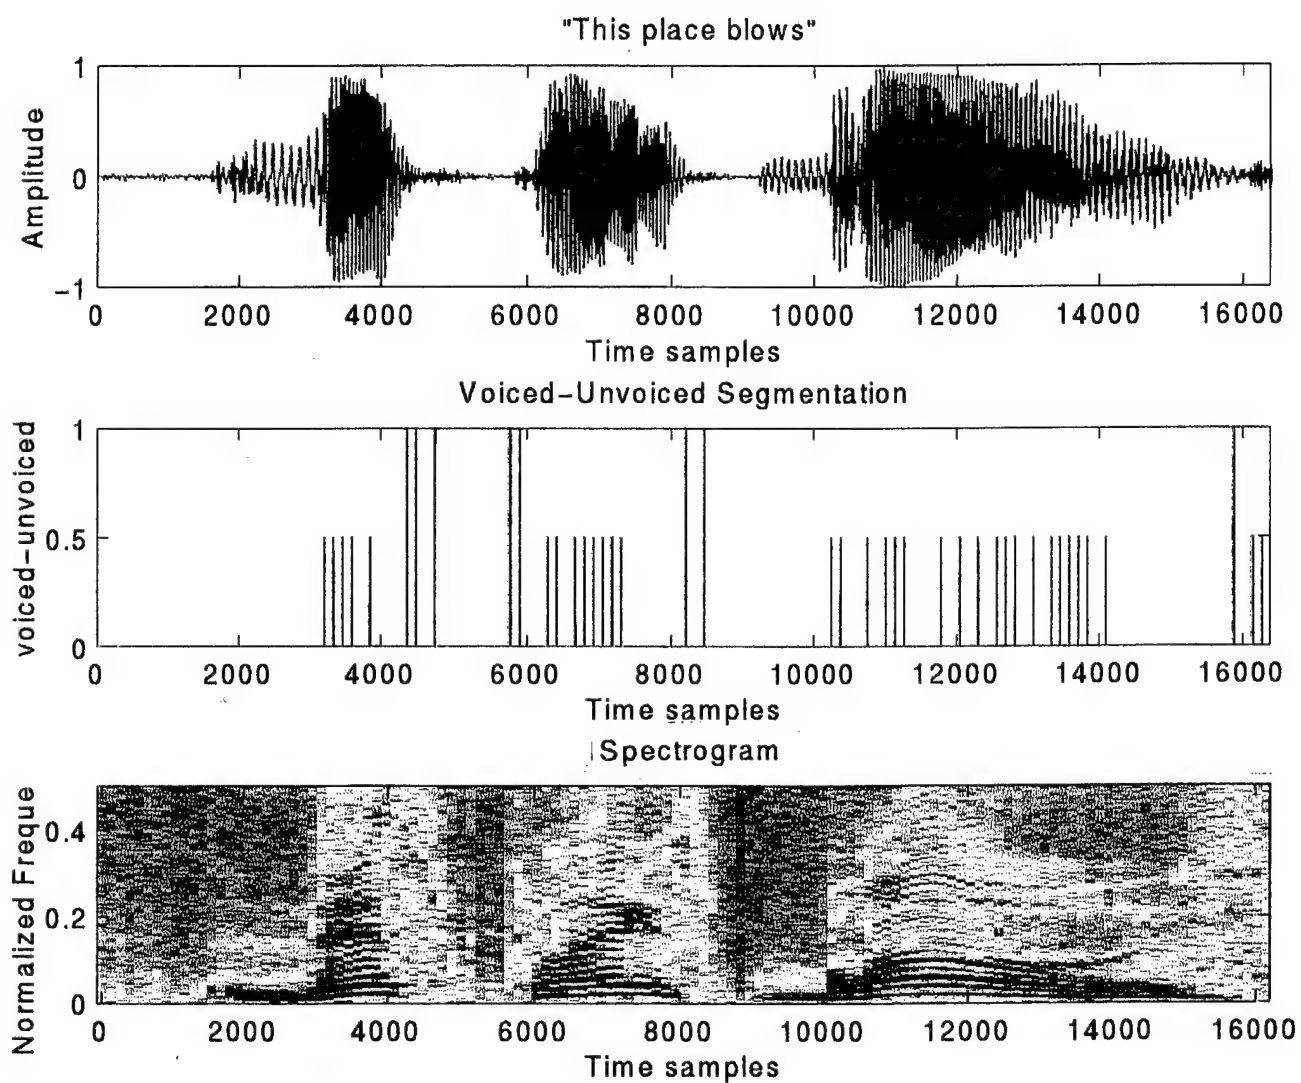 "This place blows"
Amplitude
1
0
−1
0 2000 4000 6000 8000 10000 12000 14000 16000
Time samples
Voiced−Unvoiced Segmentation
voiced−unvoiced
1
0.5
0
0 2000 4000 6000 8000 10000 12000 14000 16000
Time samples
Spectrogram
Normalized Freque
0.4
0.2
0
0 2000 4000 6000 8000 10000 12000 14000 16000
Time samples